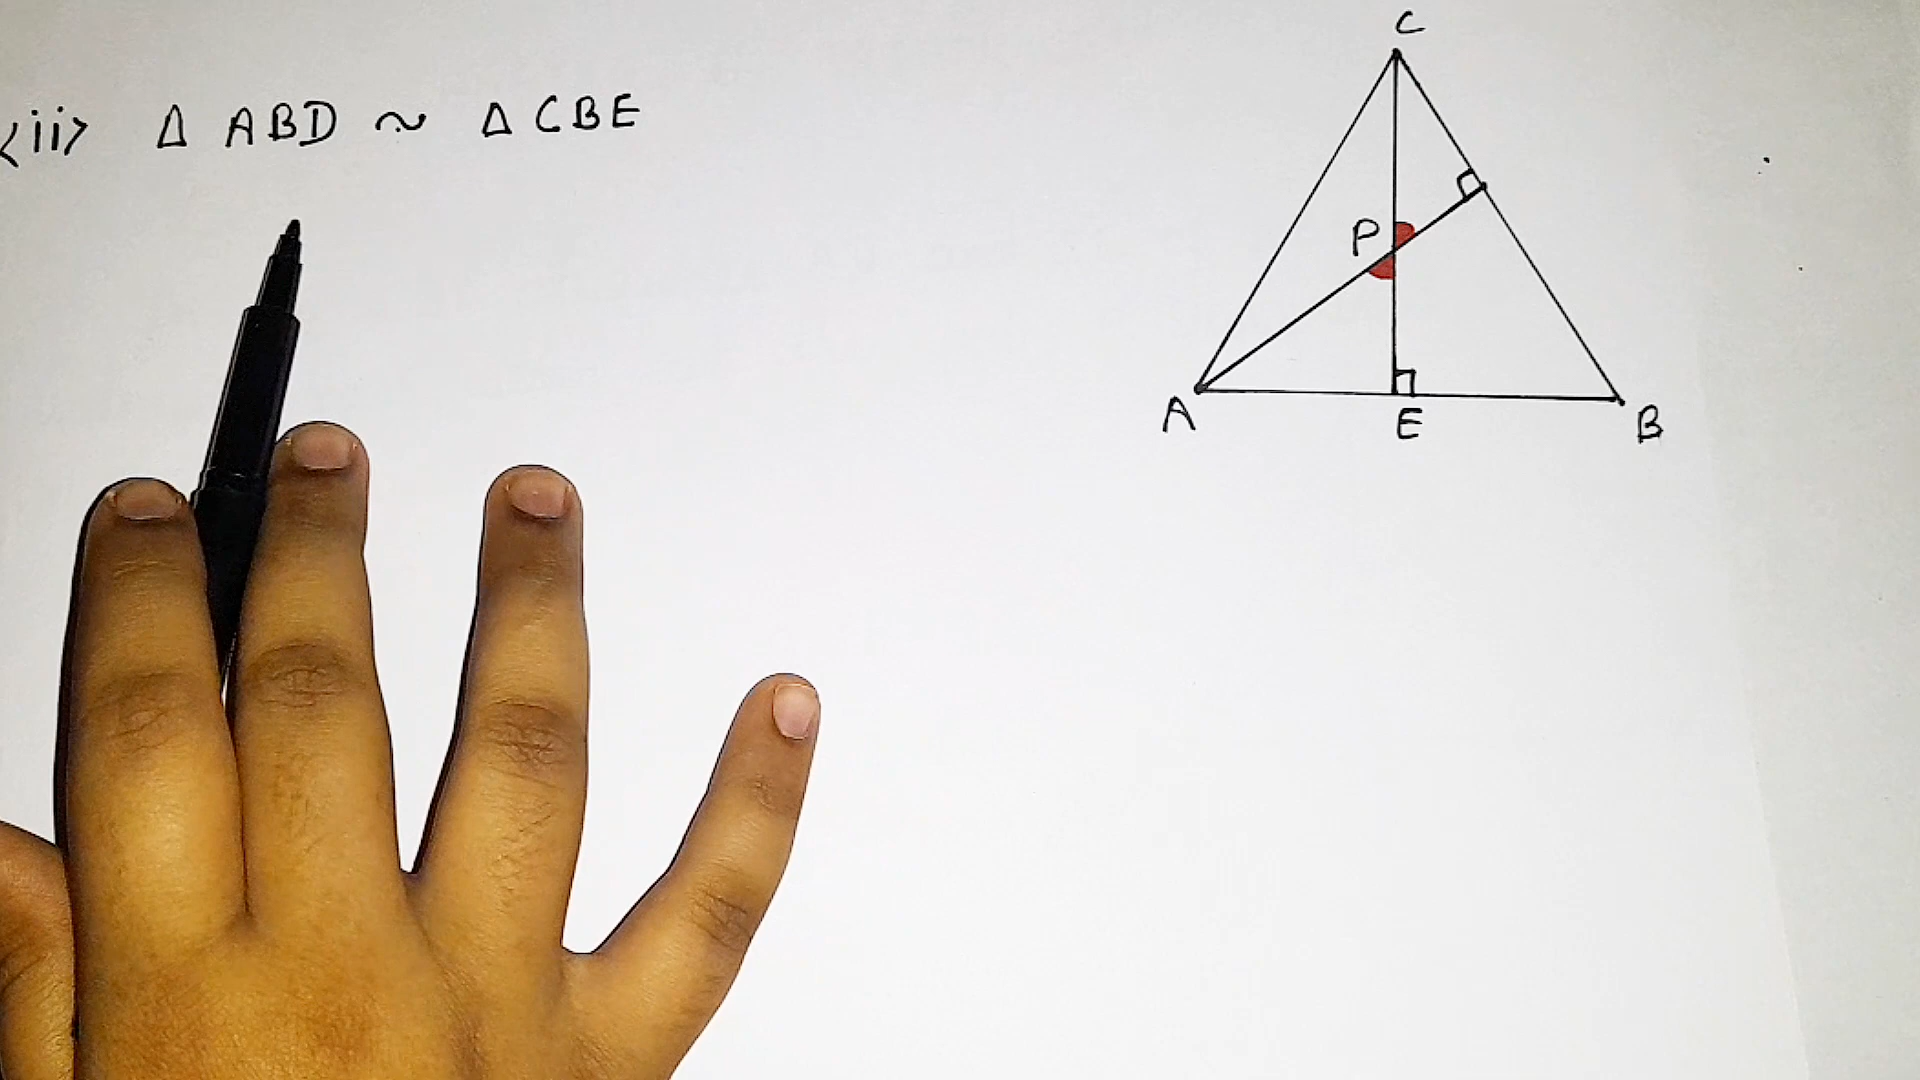 <ii> Δ ABD ~ Δ CBE
C
P
A
E
B